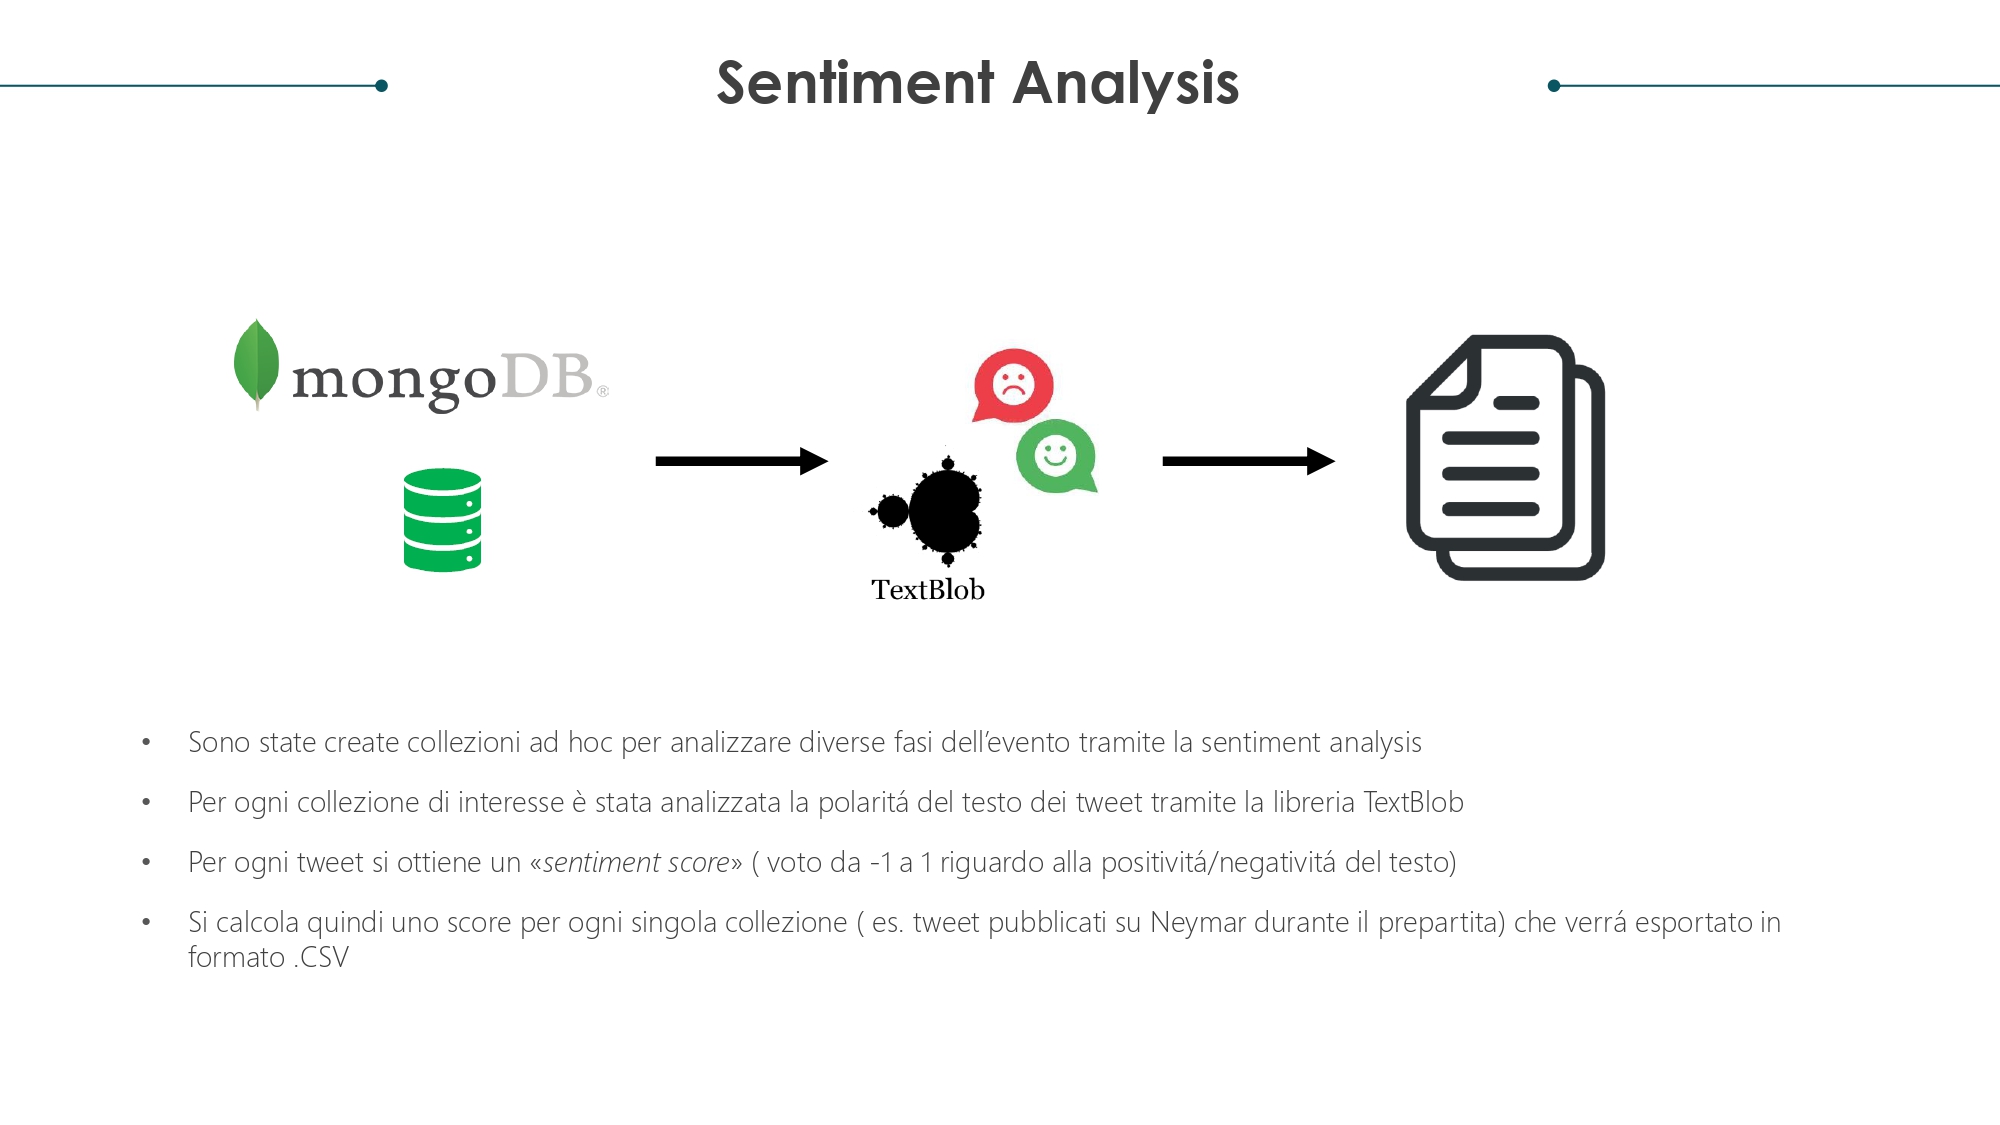 Sentiment Analysis
mongoDB®
TextBlob
• Sono state create collezioni ad hoc per analizzare diverse fasi dell’evento tramite la sentiment analysis
• Per ogni collezione di interesse è stata analizzata la polaritá del testo dei tweet tramite la libreria TextBlob
• Per ogni tweet si ottiene un «sentiment score» ( voto da -1 a 1 riguardo alla positivitá/negativitá del testo)
• Si calcola quindi uno score per ogni singola collezione ( es. tweet pubblicati su Neymar durante il prepartita) che verrá esportato in
formato .CSV